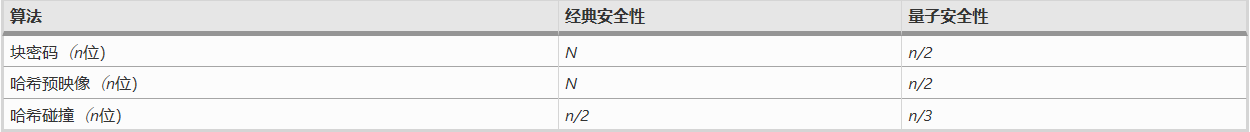 算法 经典安全性 量子安全性
块密码（n位） N n/2
哈希预映像（n位） N n/2
哈希碰撞（n位） n/2 n/3